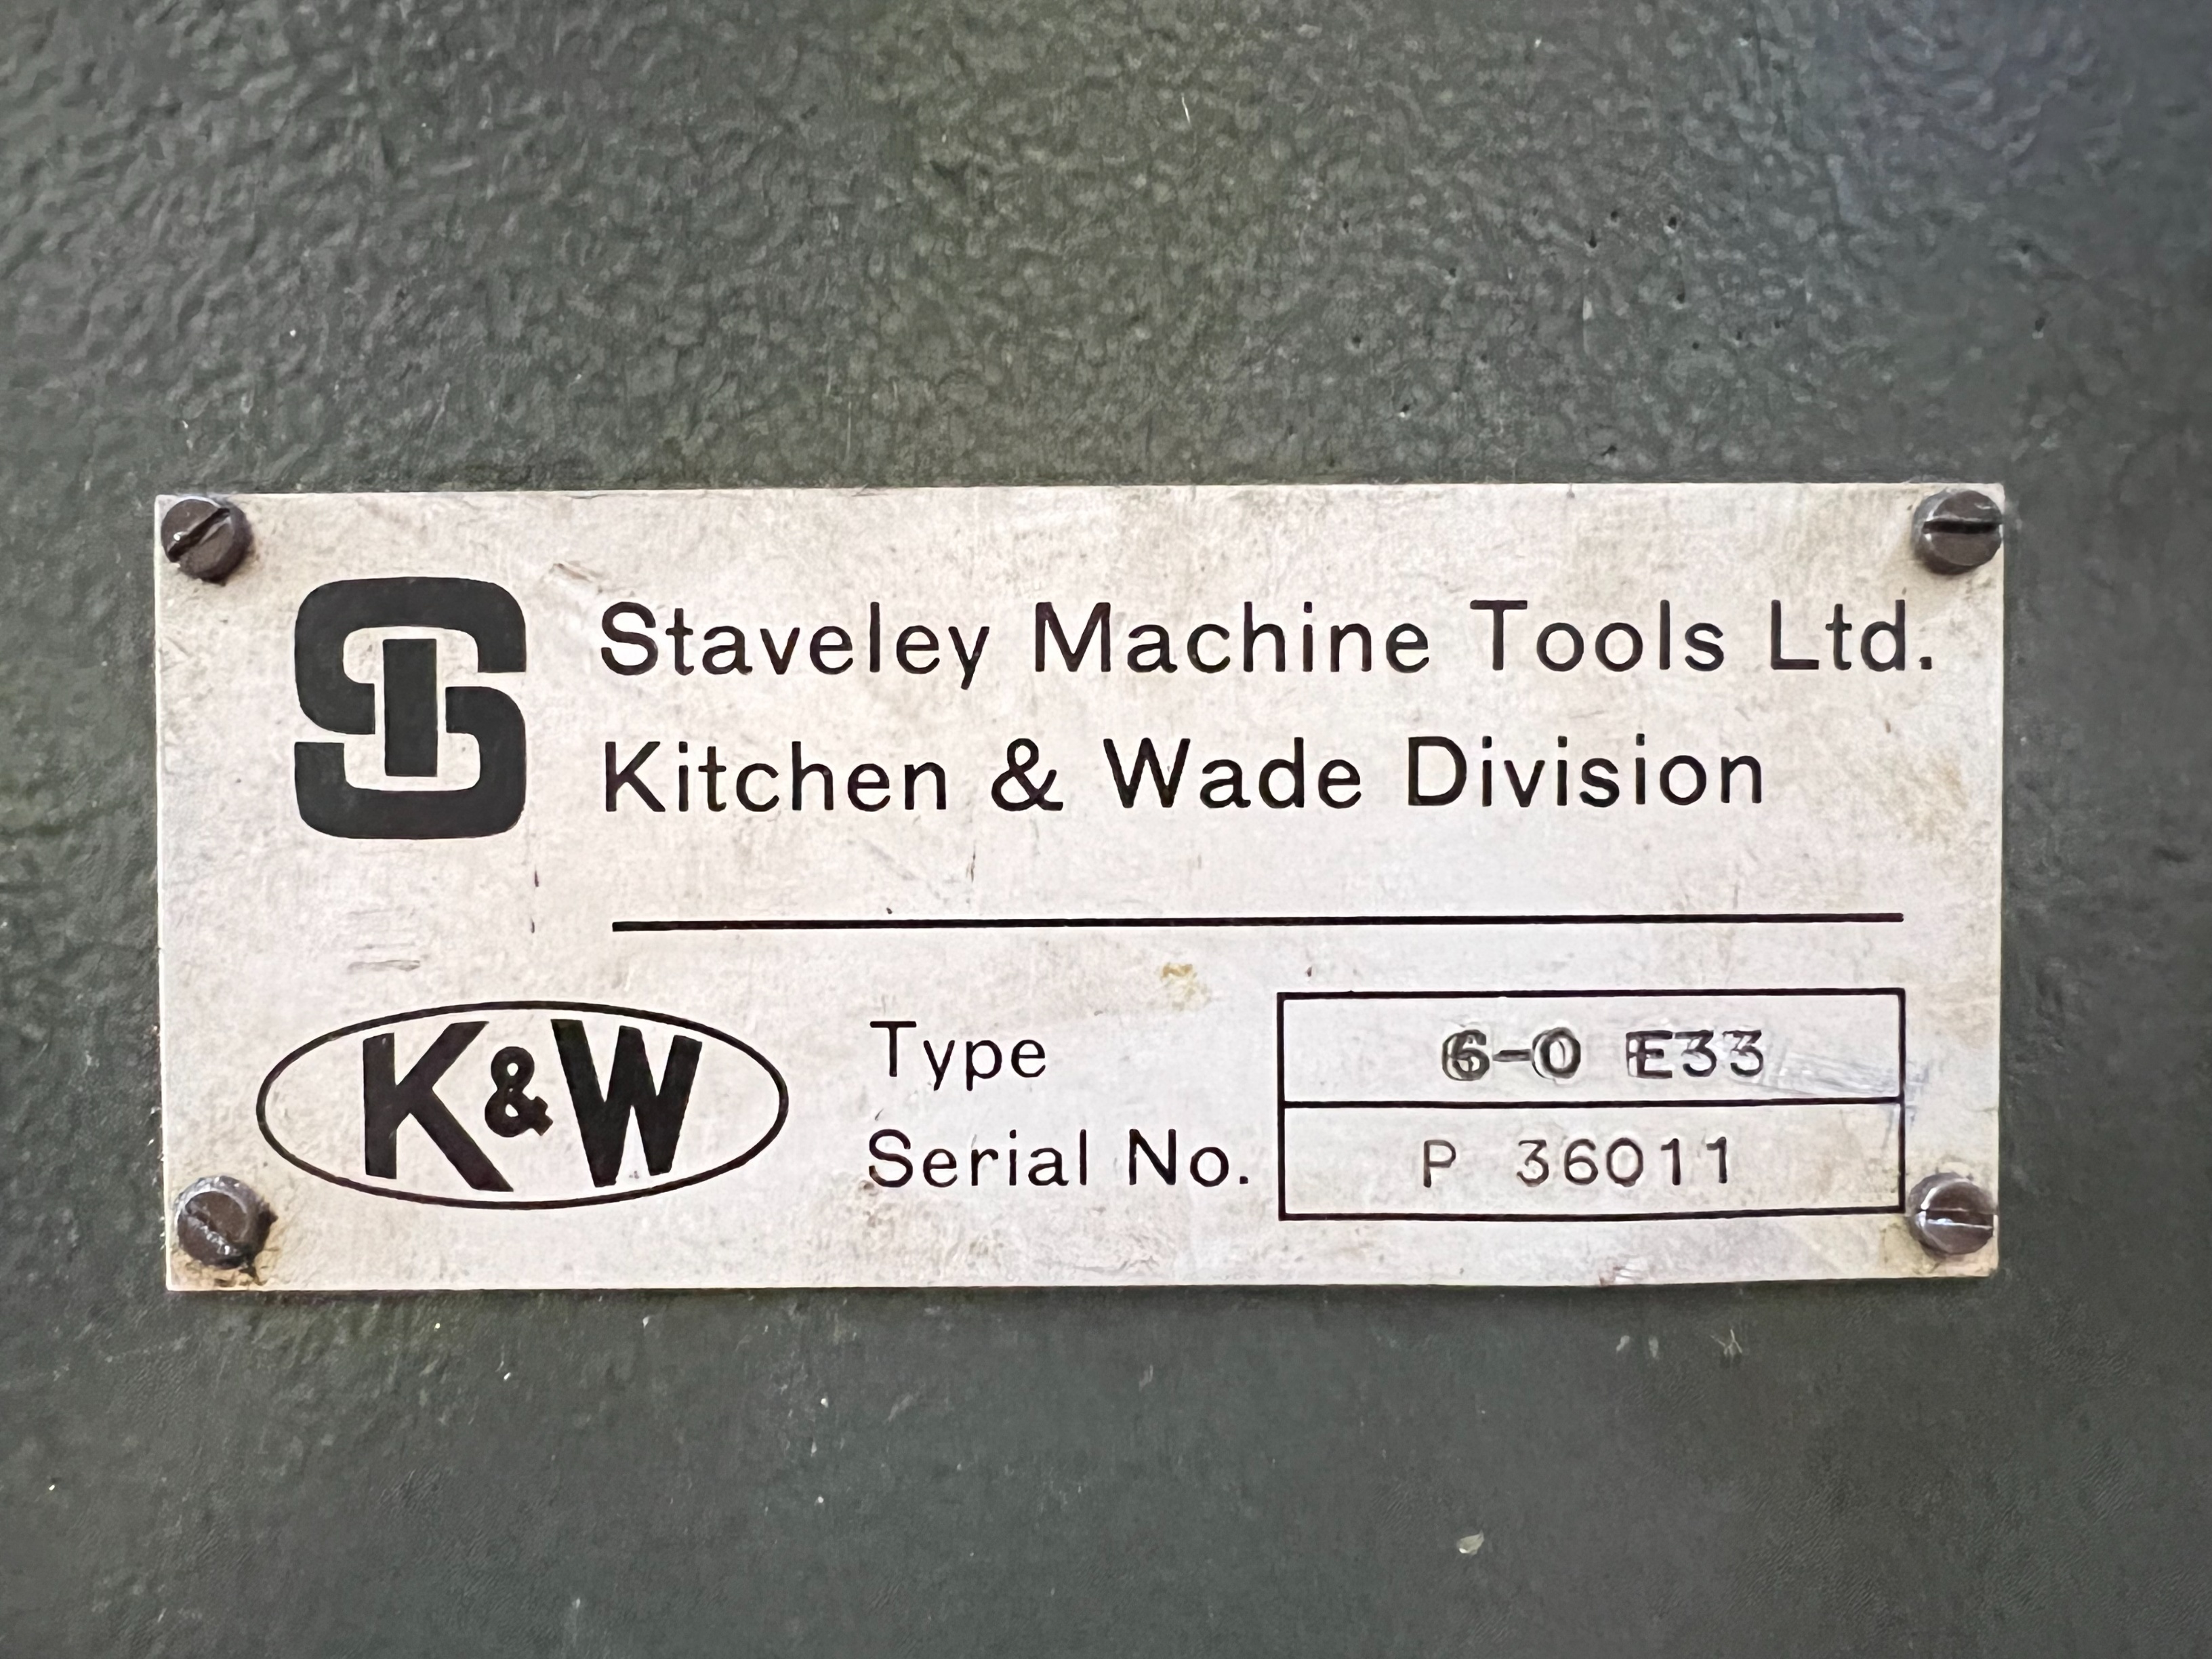 Staveley Machine Tools Ltd.
Kitchen & Wade Division
K&W
Type 6-0 E33
Serial No. P 36011